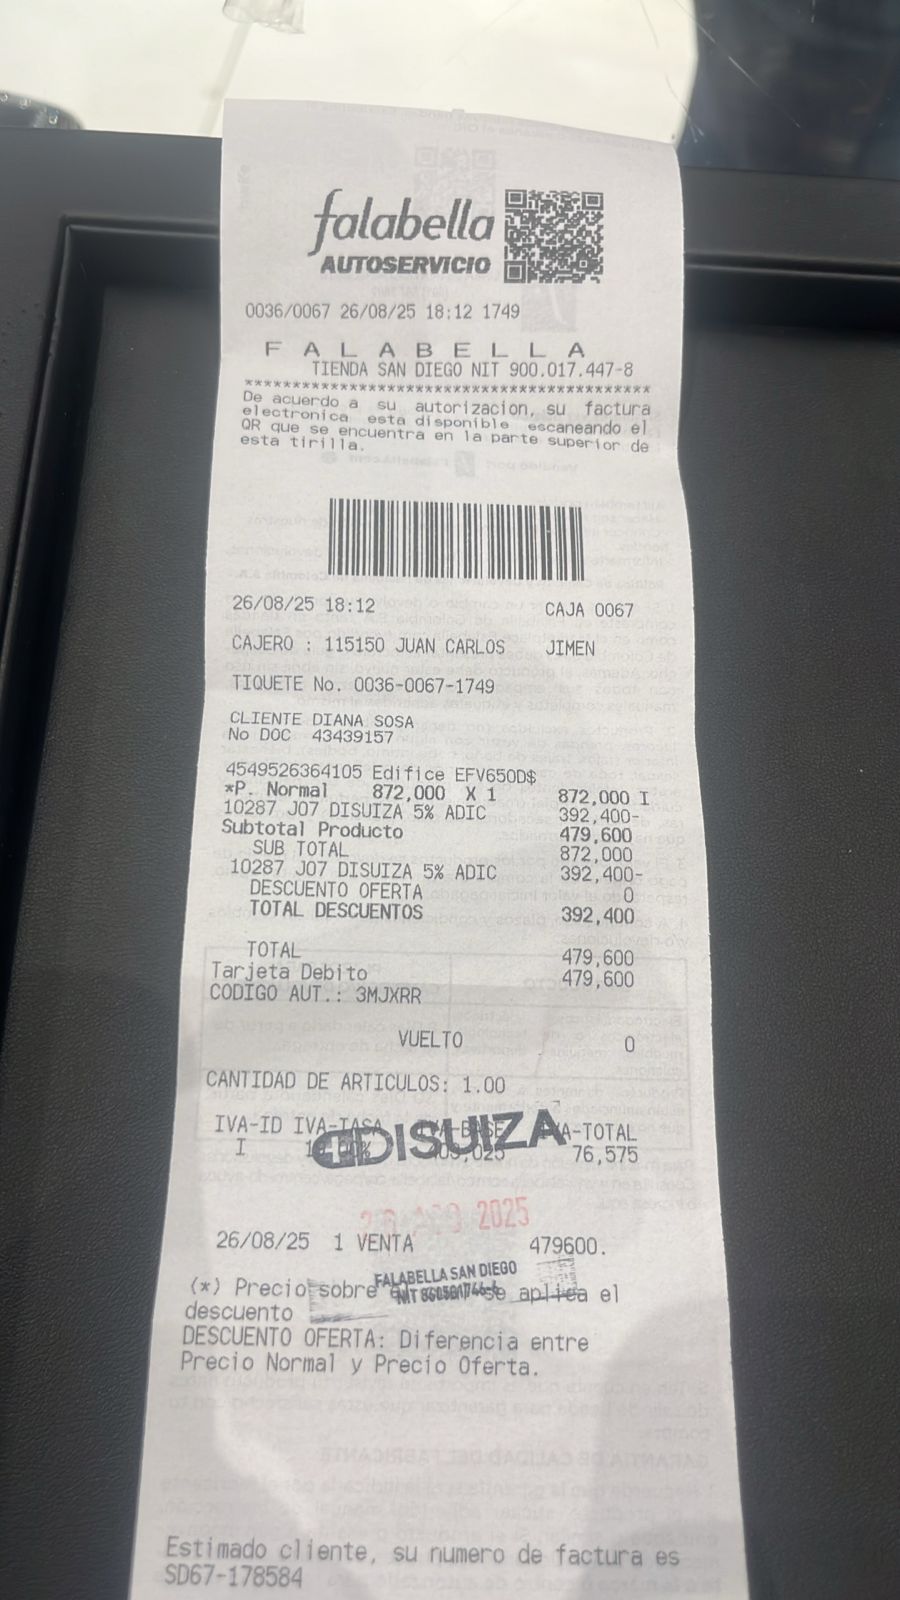 falabella
AUTOSERVICIO
0036/0067 26/08/25 18:12 1749
F A L A B E L L A
TIENDA SAN DIEGO NIT 900.017.447-8
******************************************
De acuerdo a su autorizacion, su factura
electronica esta disponible escaneando el
QR que se encuentra en la parte superior de
esta tirilla.
26/08/25 18:12 CAJA 0067
CAJERO : 115150 JUAN CARLOS JIMEN
TIQUETE No. 0036-0067-1749
CLIENTE DIANA SOSA
No DOC 43439157
4549526364105 Edifice EFV650D$
*P. Normal 872,000 X 1 872,000 I
10287 J07 DISUIZA 5% ADIC 392,400-
Subtotal Producto 479,600
SUB TOTAL 872,000
10287 J07 DISUIZA 5% ADIC 392,400-
DESCUENTO OFERTA 0
TOTAL DESCUENTOS 392,400
TOTAL 479,600
Tarjeta Debito 479,600
CODIGO AUT.: 3MJXRR
VUELTO 0
CANTIDAD DE ARTICULOS: 1.00
IVA-ID IVA-TASA IVA-BASE IVA-TOTAL
DISUIZA
I 76,575
2025
26/08/25 1 VENTA 479600.
FALABELLA SAN DIEGO
NIT
(*) Precio sobre el se aplica el
descuento
DESCUENTO OFERTA: Diferencia entre
Precio Normal y Precio Oferta.
Estimado cliente, su numero de factura es
SD67-178584